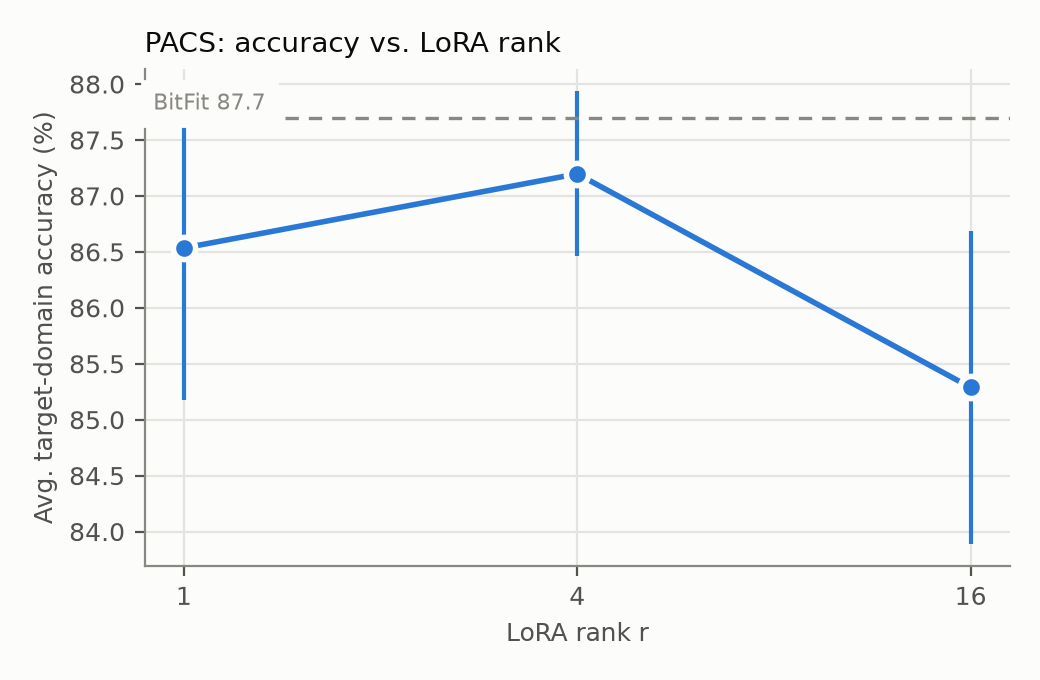 PACS: accuracy vs. LoRA rank
88.0
BitFit 87.7
87.5
87.0
86.5
86.0
85.5
85.0
84.5
84.0
Avg. target-domain accuracy (%)
1 4 16
LoRA rank r